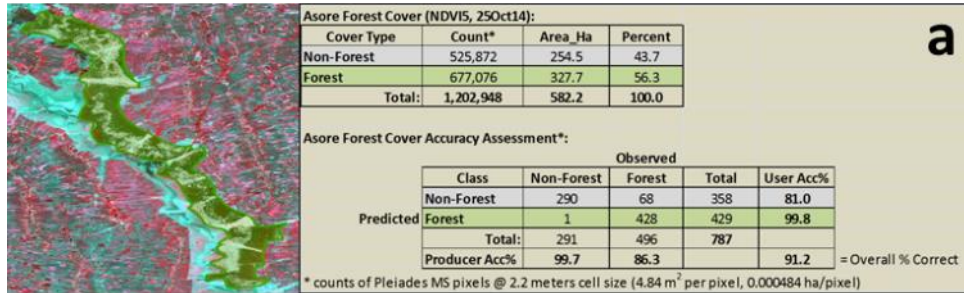 Asore Forest Cover (NDVI5, 25Oct14):
a
Cover Type Count* Area_Ha Percent
Non-Forest 525,872 254.5 43.7
Forest 677,076 327.7 56.3
Total: 1,202,948 582.2 100.0
Asore Forest Cover Accuracy Assessment*:
Observed
Class Non-Forest Forest Total User Acc%
Non-Forest 290 68 358 81.0
Predicted Forest 1 428 429 99.8
Total: 291 496 787
Producer Acc% 99.7 86.3 91.2 = Overall % Correct
* counts of Pleiades MS pixels @ 2.2 meters cell size (4.84 m² per pixel, 0.000484 ha/pixel)